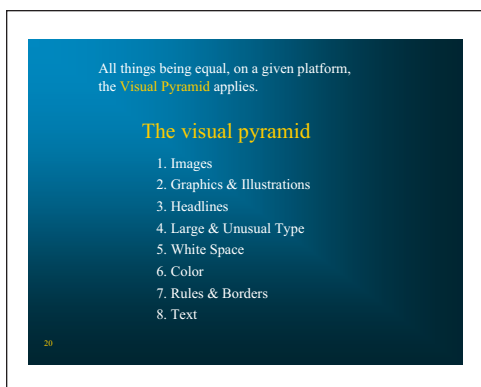 All things being equal, on a given platform,
the Visual Pyramid applies.
The visual pyramid
1. Images
2. Graphics & Illustrations
3. Headlines
4. Large & Unusual Type
5. White Space
6. Color
7. Rules & Borders
8. Text
20